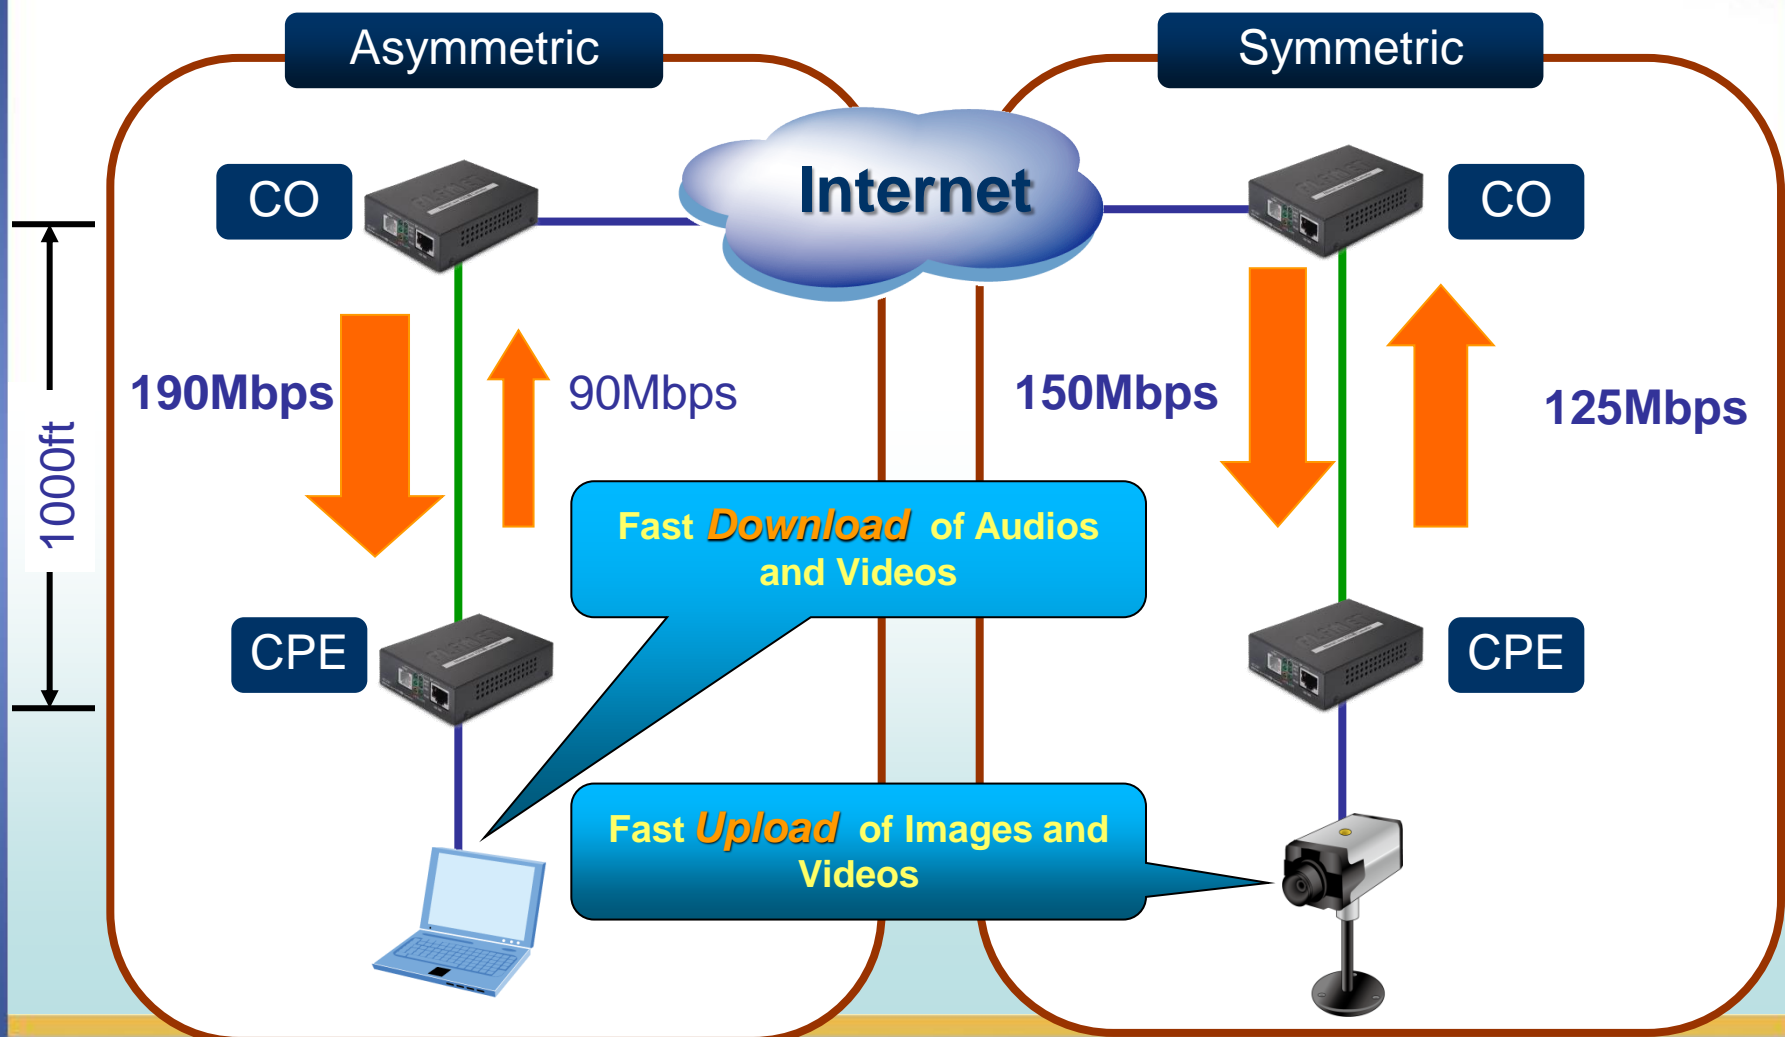 Asymmetric
Symmetric
Internet
CO
CO
190Mbps
90Mbps
150Mbps
125Mbps
1000ft
Fast Download of Audios
and Videos
CPE
CPE
Fast Upload of Images and
Videos